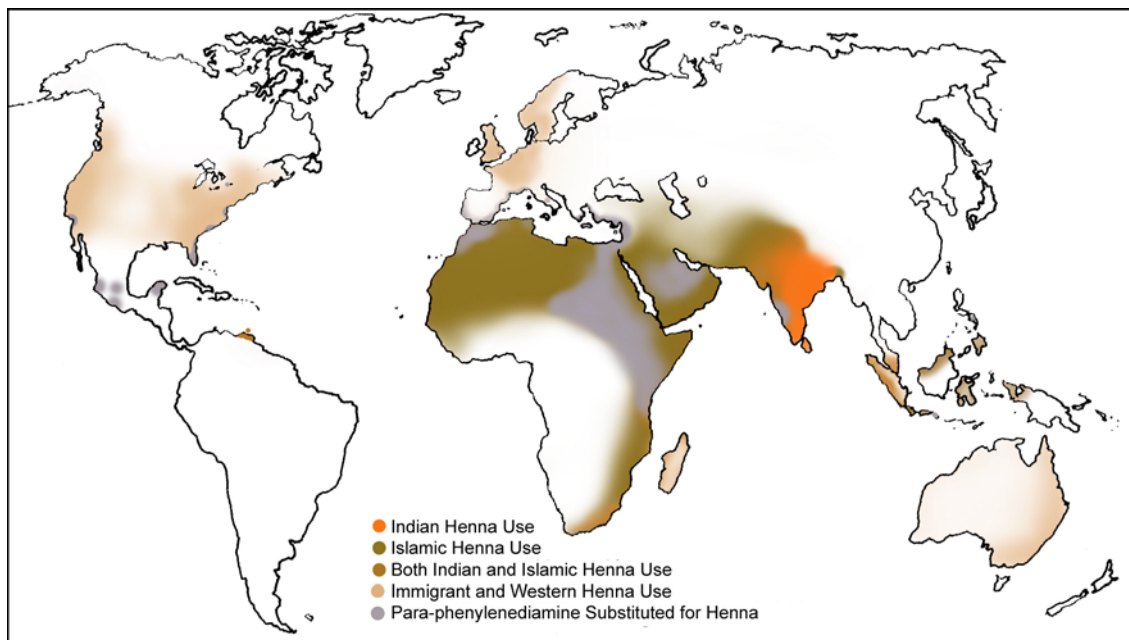 Indian Henna Use
Islamic Henna Use
Both Indian and Islamic Henna Use
Immigrant and Western Henna Use
Para-phenylenediamine Substituted for Henna